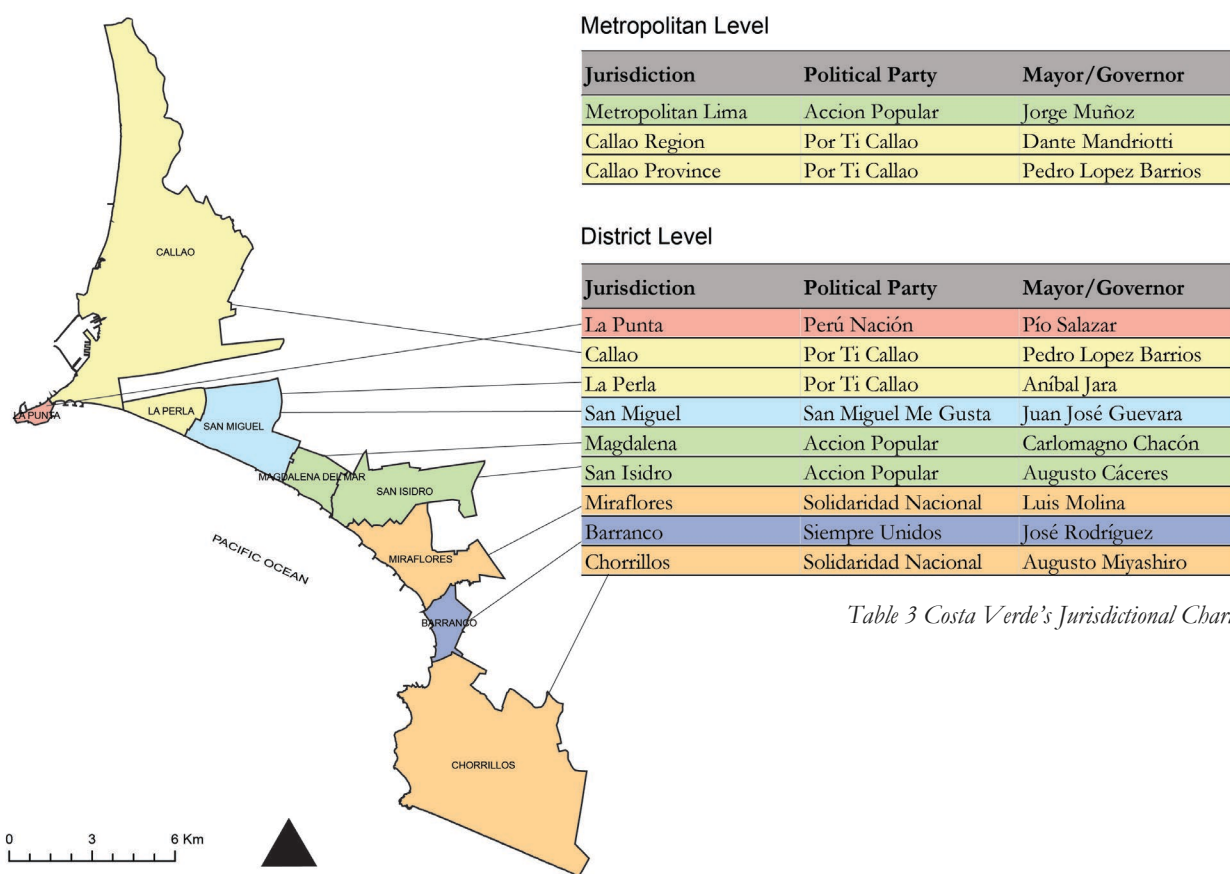 Metropolitan Level
Jurisdiction Political Party Mayor/Governor
Metropolitan Lima Accion Popular Jorge Muñoz
Callao Region Por Ti Callao Dante Mandriotti
Callao Province Por Ti Callao Pedro Lopez Barrios
District Level
Jurisdiction Political Party Mayor/Governor
La Punta Perú Nación Pío Salazar
Callao Por Ti Callao Pedro Lopez Barrios
La Perla Por Ti Callao Aníbal Jara
San Miguel San Miguel Me Gusta Juan José Guevara
Magdalena Accion Popular Carlomagno Chacón
San Isidro Accion Popular Augusto Cáceres
Miraflores Solidaridad Nacional Luis Molina
Barranco Siempre Unidos José Rodríguez
Chorrillos Solidaridad Nacional Augusto Miyashiro
Table 3 Costa Verde's Jurisdictional
CALLAO
LA PUNTA
LA PERLA
SAN MIGUEL
MAGDALENA DEL MAR
SAN ISIDRO
PACIFIC OCEAN
MIRAFLORES
BARRANCO
CHORRILLOS
0 3 6 Km